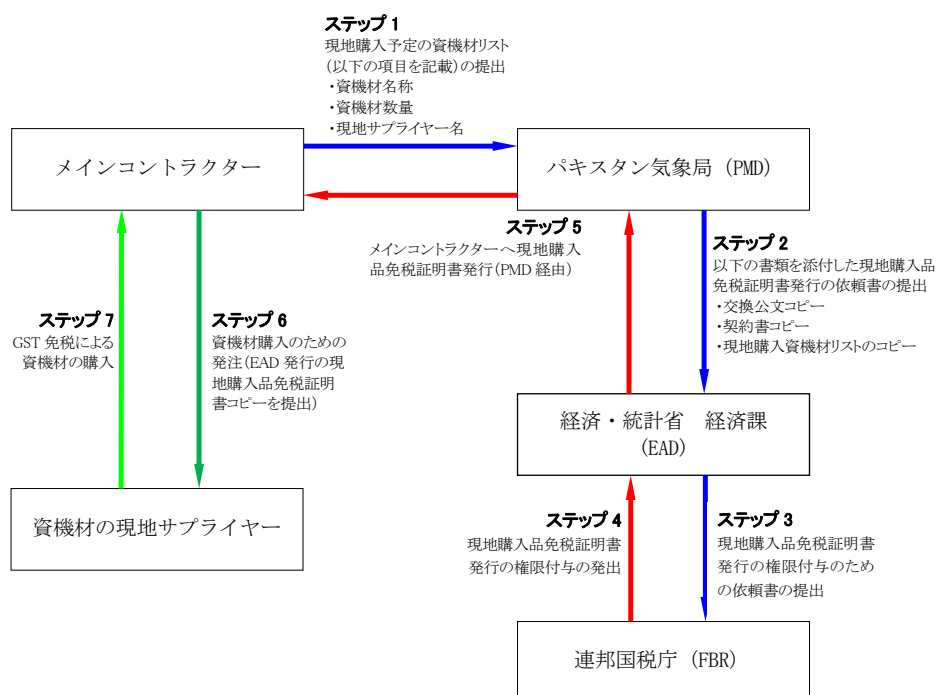 ステップ 1
現地購入予定の資機材リスト
(以下の項目を記載)の提出
・資機材名称
・資機材数量
・現地サプライヤー名
メインコントラクター
パキスタン気象局 (PMD)
ステップ 5
メインコントラクターへ現地購入
品免税証明書発行(PMD 経由)
ステップ 2
以下の書類を添付した現地購入品
免税証明書発行の依頼書の提出
・交換公文コピー
・契約書コピー
・現地購入資機材リストのコピー
ステップ 7
GST 免税による
資機材の購入
ステップ 6
資機材購入のための
発注(EAD 発行の現
地購入品免税証明
書コピーを提出)
経済・統計省 経済課
(EAD)
資機材の現地サプライヤー
ステップ 4
現地購入品免税証明書
発行の権限付与の発出
ステップ 3
現地購入品免税証明書
発行の権限付与のため
の依頼書の提出
連邦国税庁 (FBR)